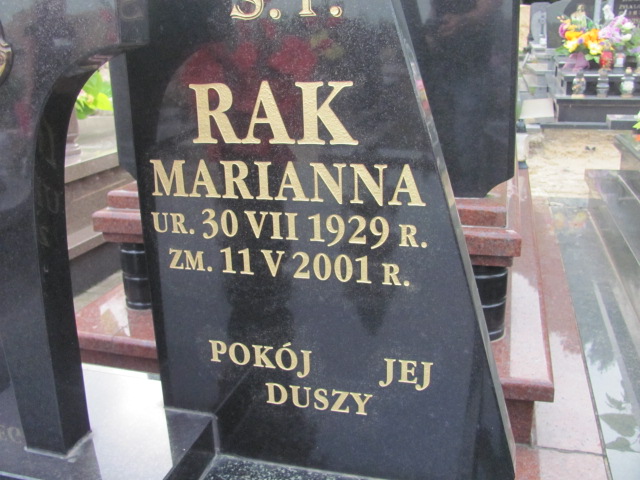 Ś.P.
RAK
MARIANNA
UR. 30 VII 1929 R.
ZM. 11 V 2001 R.
POKÓJ JEJ
DUSZY